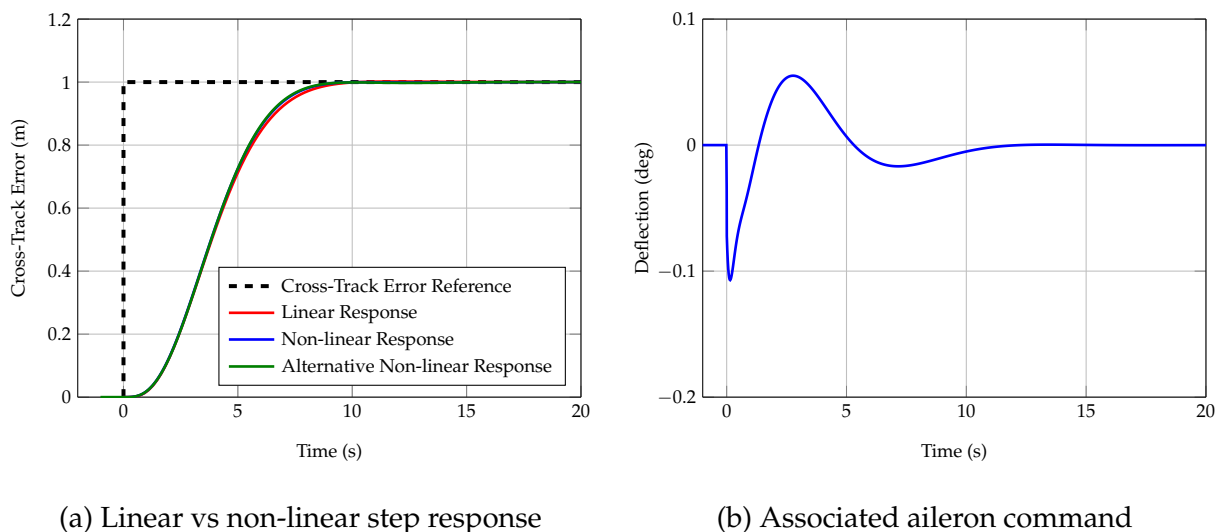 1.2
1
0.8
0.6
0.4
0.2
0
Cross-Track Error (m)
Cross-Track Error Reference
Linear Response
Non-linear Response
Alternative Non-linear Response
0 5 10 15 20
Time (s)
(a) Linear vs non-linear step response
0.1
0
−0.1
−0.2
Deflection (deg)
0 5 10 15 20
Time (s)
(b) Associated aileron command